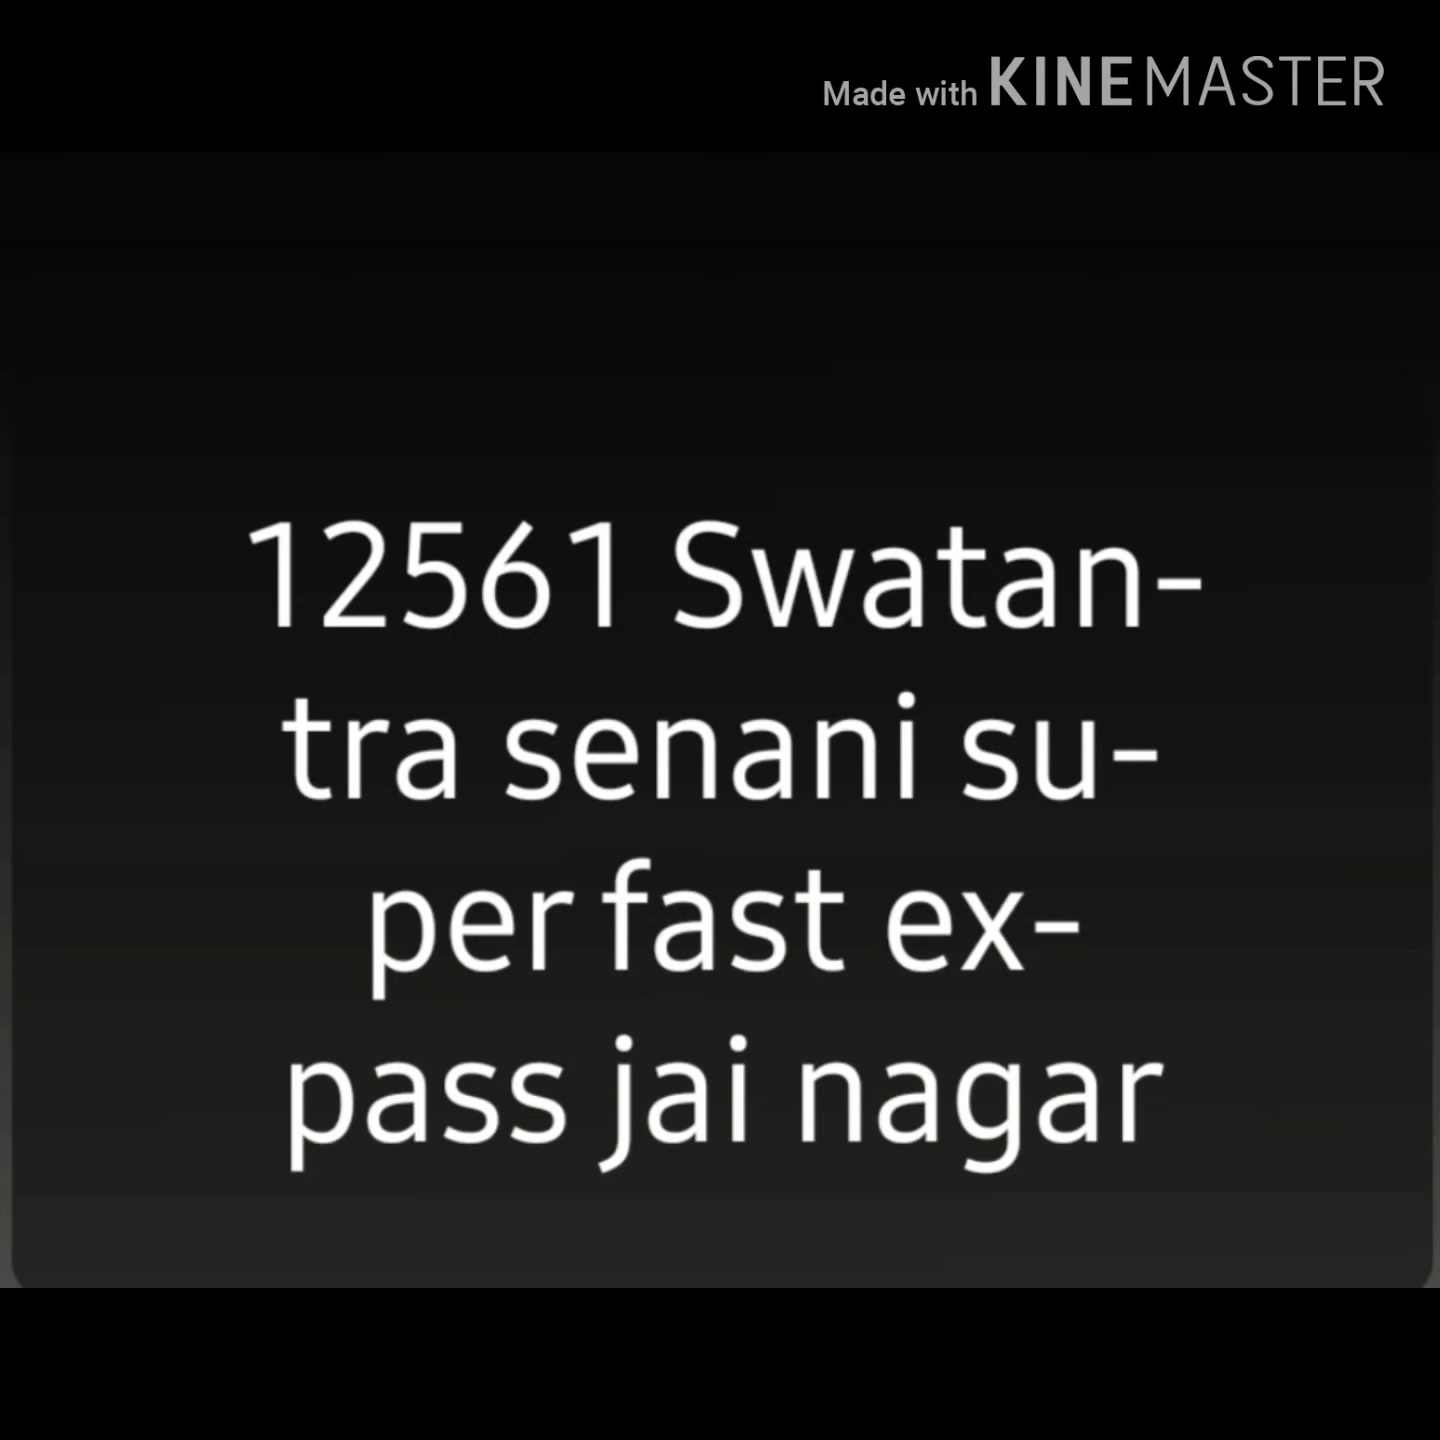 Made with KINEMASTER
12561 Swatan-
tra senani su-
per fast ex-
pass jai nagar